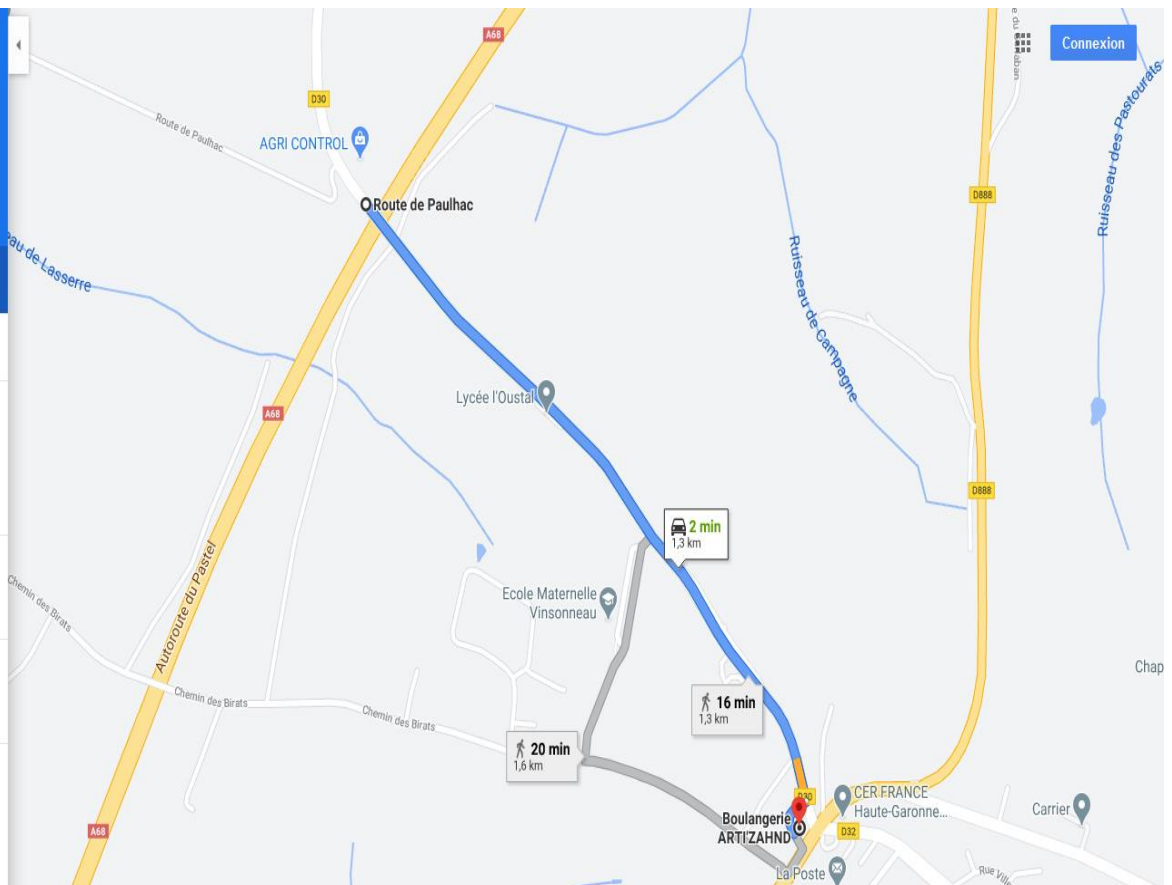 A68
Connexion
D30
Route de Paulhac
AGRI CONTROL
Route de Paulhac
D888
Ruisseau des Pastourats
eau de Lasserre
Ruisseau de Campagne
Lycée l'Oustal
A68
D888
2 min
1,3 km
Autoroute du Pastel
Ecole Maternelle
Vinsonneau
Chemin des Birats
Chap
Chemin des Birats
16 min
1,3 km
Chemin des Birats
20 min
1,6 km
D30
CER FRANCE
Haute-Garonne...
Carrier
Boulangerie
ARTI'ZAHND
D32
A68
La Poste
Rue Ville